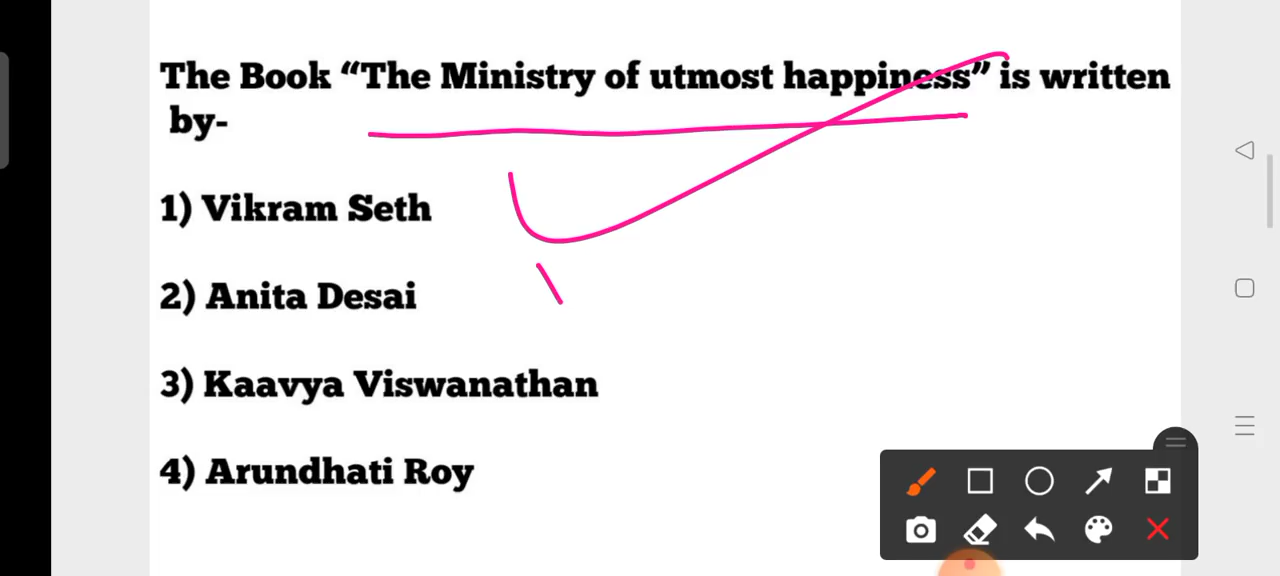 The Book “The Ministry of utmost happiness” is written
by-
1) Vikram Seth
2) Anita Desai
3) Kaavya Viswanathan
4) Arundhati Roy